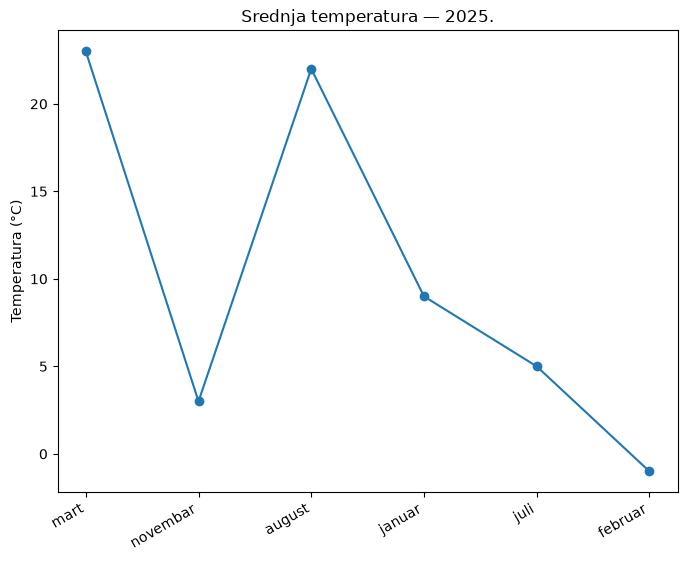 Srednja temperatura — 2025.
Temperatura (°C)
20
15
10
5
0
mart
novembar
august
januar
juli
februar